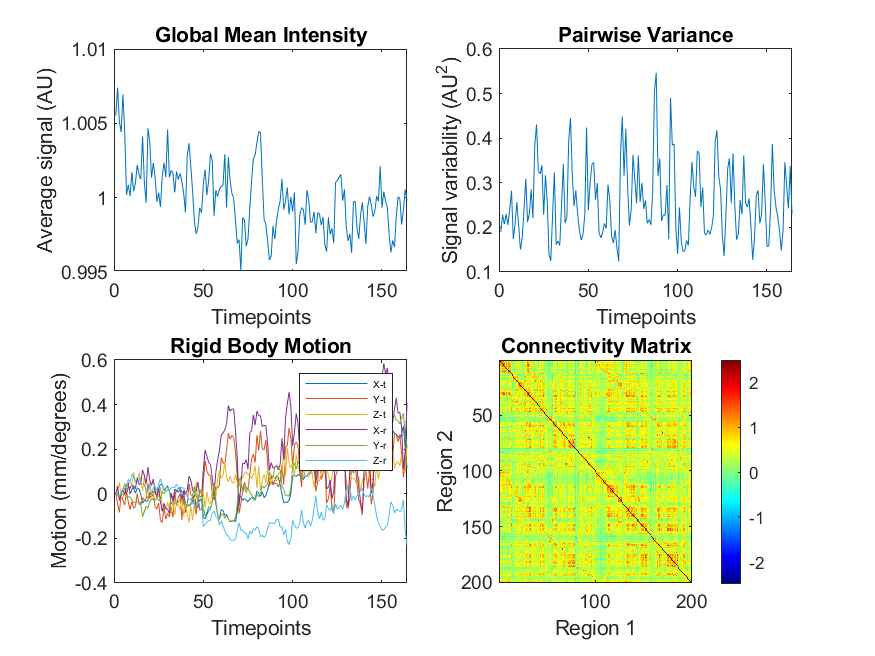 Global Mean Intensity
Average signal (AU)
1.01
1.005
1
0.995
0
50
100
150
Timepoints
Pairwise Variance
Signal variability (AU²)
0.6
0.5
0.4
0.3
0.2
0.1
0
50
100
150
Timepoints
Rigid Body Motion
Motion (mm/degrees)
0.6
0.4
0.2
0
-0.2
-0.4
0
50
100
150
Timepoints
X-t
Y-t
Z-t
X-r
Y-r
Z-r
Connectivity Matrix
Region 2
50
100
150
200
100
200
Region 1
2
1
0
-1
-2